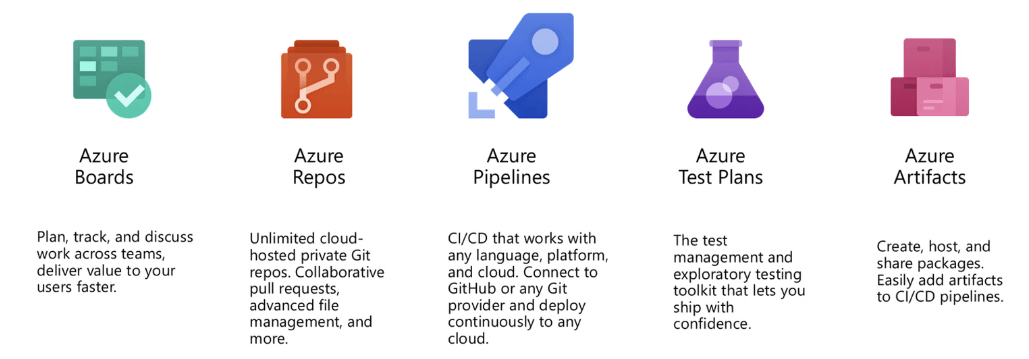 Azure
Boards
Plan, track, and discuss
work across teams,
deliver value to your
users faster.
Azure
Repos
Unlimited cloud-
hosted private Git
repos. Collaborative
pull requests,
advanced file
management, and
more.
Azure
Pipelines
CI/CD that works with
any language, platform,
and cloud. Connect to
GitHub or any Git
provider and deploy
continuously to any
cloud.
Azure
Test Plans
The test
management and
exploratory testing
toolkit that lets you
ship with
confidence.
Azure
Artifacts
Create, host, and
share packages.
Easily add artifacts
to CI/CD pipelines.